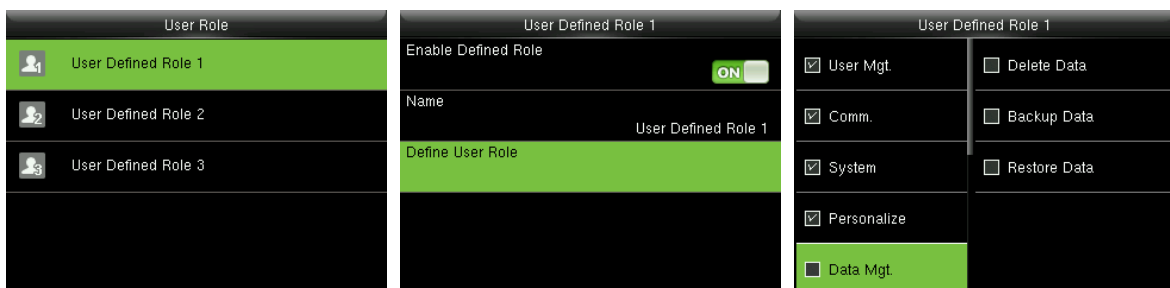 User Role
User Defined Role 1
User Defined Role 2
User Defined Role 3
User Defined Role 1
Enable Defined Role
ON
Name
User Defined Role 1
Define User Role
User Defined Role 1
User Mgt.
Delete Data
Comm.
Backup Data
System
Restore Data
Personalize
Data Mgt.